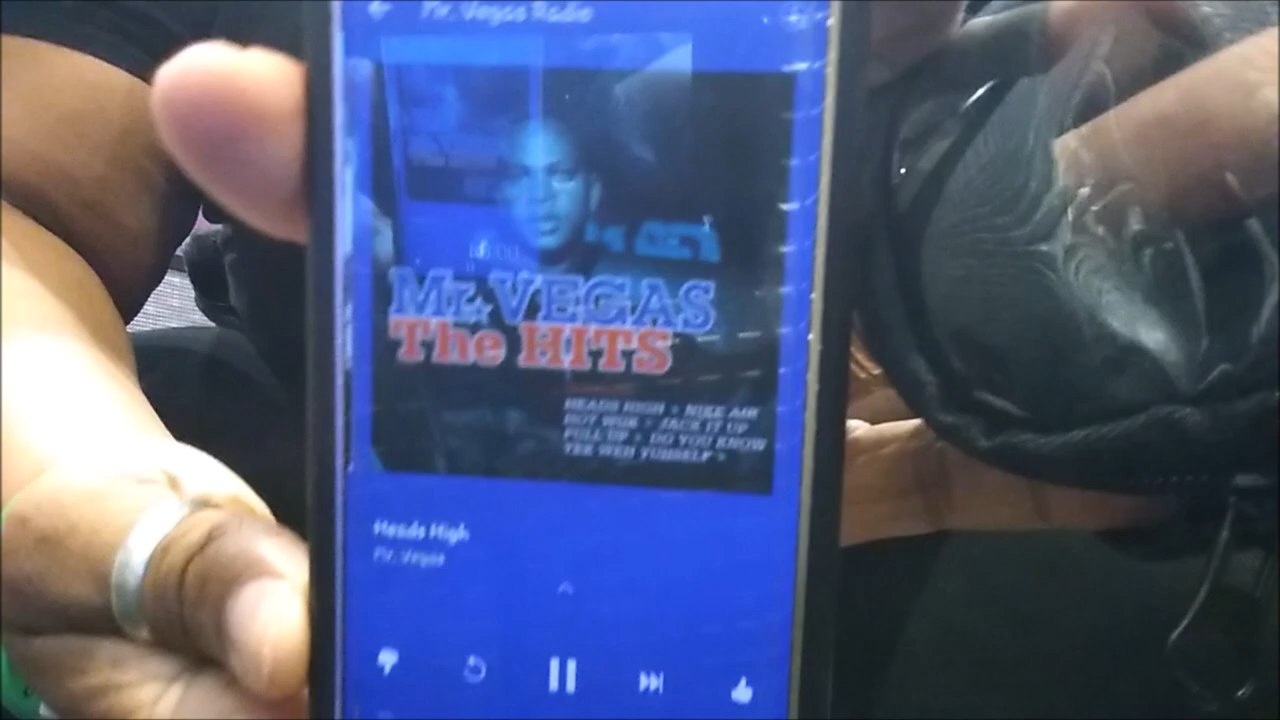 Mr. Vegas Radio
Mr. VEGAS
The HITS
HEADS HIGH * NIKE AIR
HOT WUK * JACK IT UP
PULL UP * DO YOU KNOW
TEK WEH YUHSELF *
Heads High
Mr. Vegas